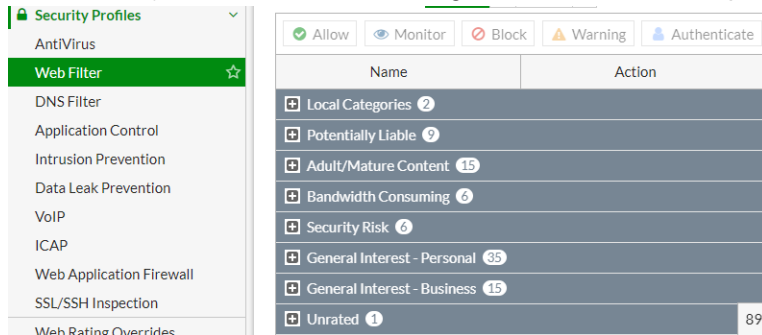 Security Profiles
AntiVirus
Web Filter
DNS Filter
Application Control
Intrusion Prevention
Data Leak Prevention
VoIP
ICAP
Web Application Firewall
SSL/SSH Inspection
Web Rating Overrides
Allow Monitor Block Warning Authenticate
Name Action
Local Categories 2
Potentially Liable 9
Adult/Mature Content 15
Bandwidth Consuming 6
Security Risk 6
General Interest - Personal 35
General Interest - Business 15
Unrated 1
89